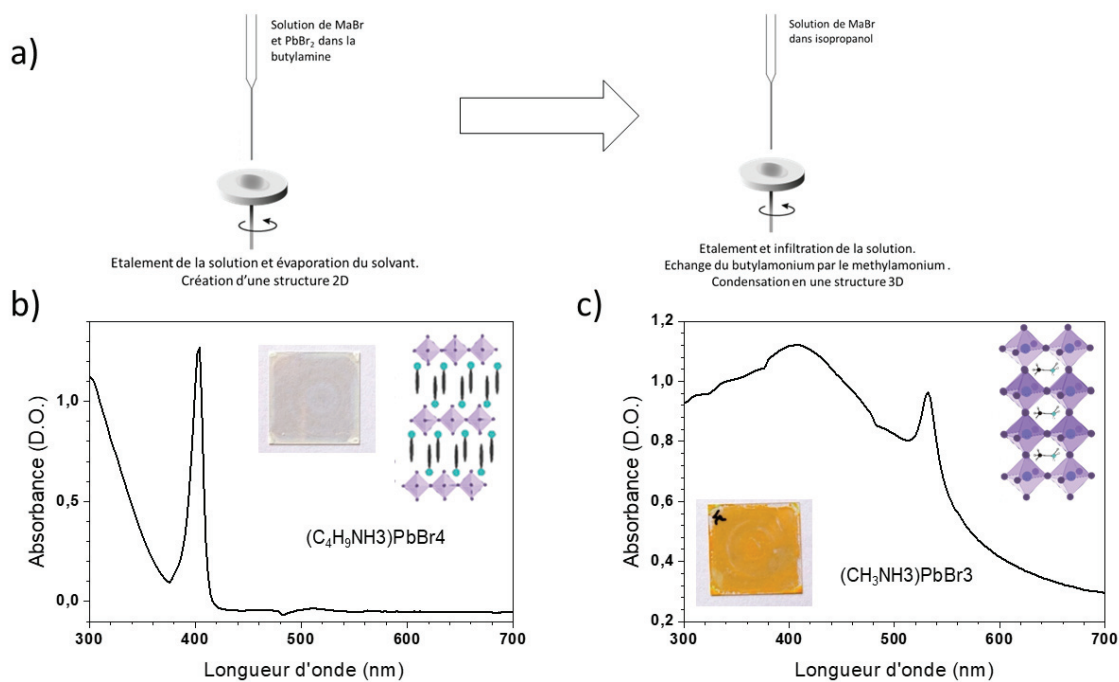 a)
Solution de MaBr
et PbBr₂ dans la
butylamine
Solution de MaBr
dans isopropanol
Etalement de la solution et évaporation du solvant.
Création d'une structure 2D
Etalement et infiltration de la solution.
Echange du butylamonium par le methylamonium .
Condensation en une structure 3D
b)
1,0
0,5
0,0
300 400 500 600 700
Absorbance (D.O.)
Longueur d'onde (nm)
(C₄H₉NH3)PbBr4
c)
1,2
1,0
0,8
0,6
0,4
0,2
300 400 500 600 700
Absorbance (D.O.)
Longueur d'onde (nm)
(CH₃NH3)PbBr3